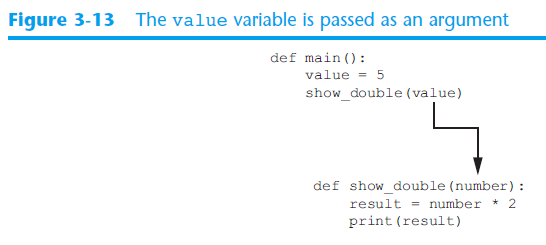 Figure 3-13 The value variable is passed as an argument
def main():
    value = 5
    show_double(value)
def show_double(number):
    result = number * 2
    print(result)